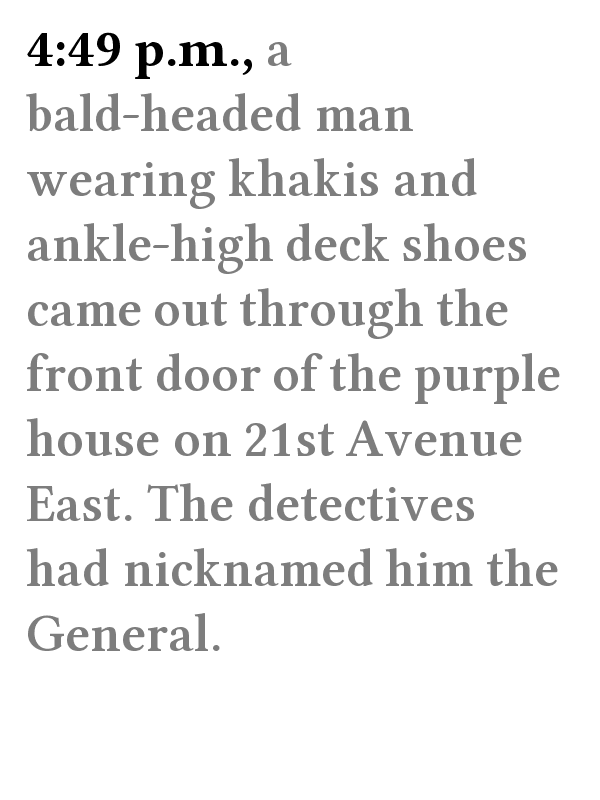 4:49 p.m., a
bald-headed man
wearing khakis and
ankle-high deck shoes
came out through the
front door of the purple
house on 21st Avenue
East. The detectives
had nicknamed him the
General.